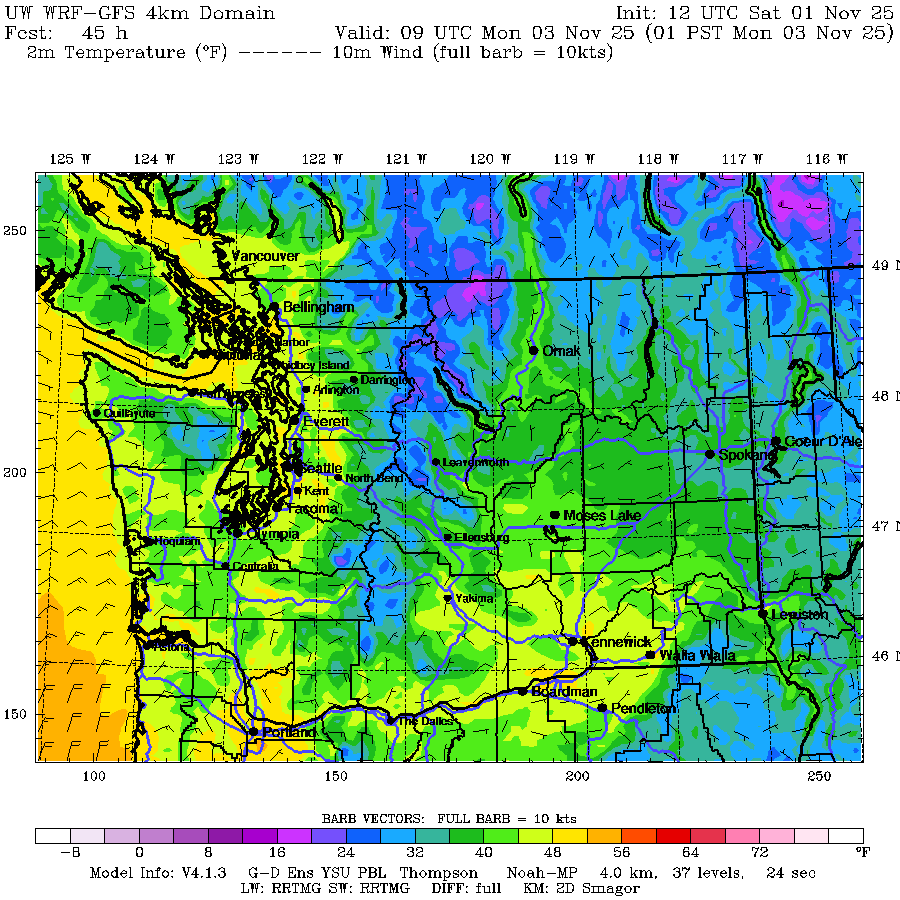 UW WRF-GFS 4km Domain Init: 12 UTC Sat 01 Nov 25
Fcst: 45 h Valid: 09 UTC Mon 03 Nov 25 (01 PST Mon 03 Nov 25)
2m Temperature (°F) ------ 10m Wind (full barb = 10kts)
125 W 124 W 123 W 122 W 121 W 120 W 119 W 118 W 117 W 116 W
250
Vancouver
49 N
Bellingham
Omak
Whidbey Island
Darrington
Arlington
48 N
Quillayute
Everett
Coeur D'Ale
Spokane
Leavenworth
200
Seattle
North Bend
Kent
Tacoma
Moses Lake
47 N
Olympia
Hoquiam
Ellensburg
Centralia
Yakima
Lewiston
Kennewick
Astoria
Walla Walla
46 N
Boardman
Pendleton
150
The Dalles
Portland
100 150 200 250
BARB VECTORS: FULL BARB = 10 kts
-8 0 8 16 24 32 40 48 56 64 72 °F
Model Info: V4.1.3 G-D Ens YSU PBL Thompson Noah-MP 4.0 km, 37 levels, 24 sec
LW: RRTMG SW: RRTMG DIFF: full KM: 2D Smagor